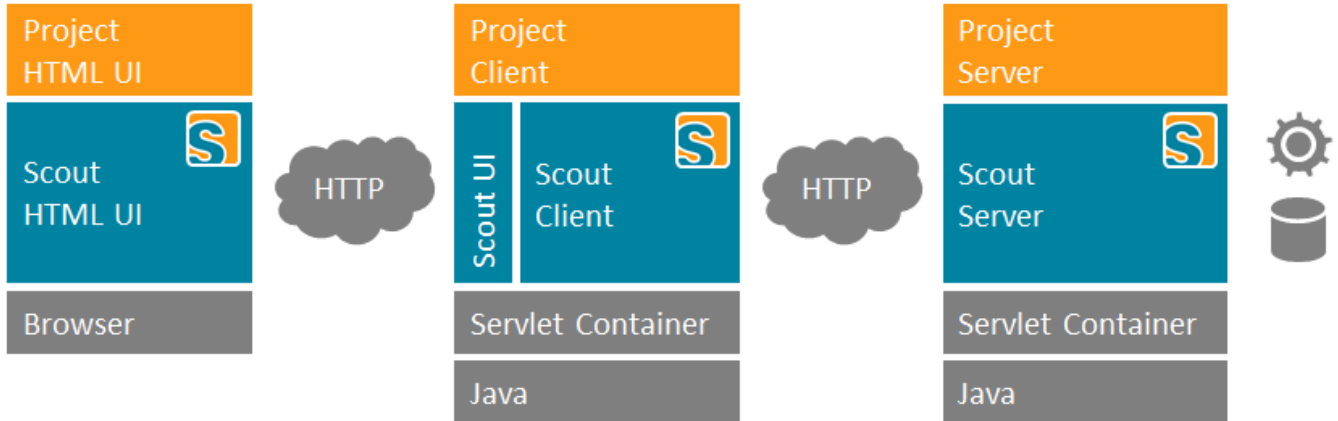 Project
HTML UI
Scout
HTML UI
Browser
HTTP
Project
Client
Scout UI
Scout
Client
Servlet Container
Java
HTTP
Project
Server
Scout
Server
Servlet Container
Java